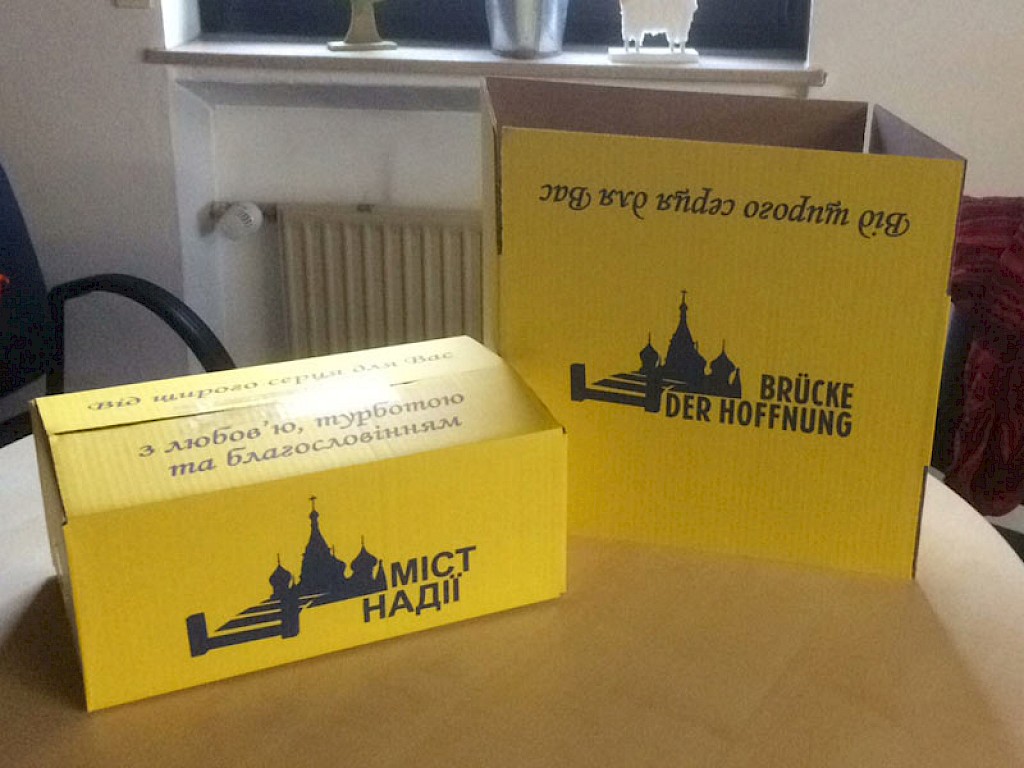 Від щирого серця для Вас
з любов'ю, турботою
та благословінням
МІСТ
НАДІЇ
Від щирого серця для Вас
BRÜCKE
DER HOFFNUNG